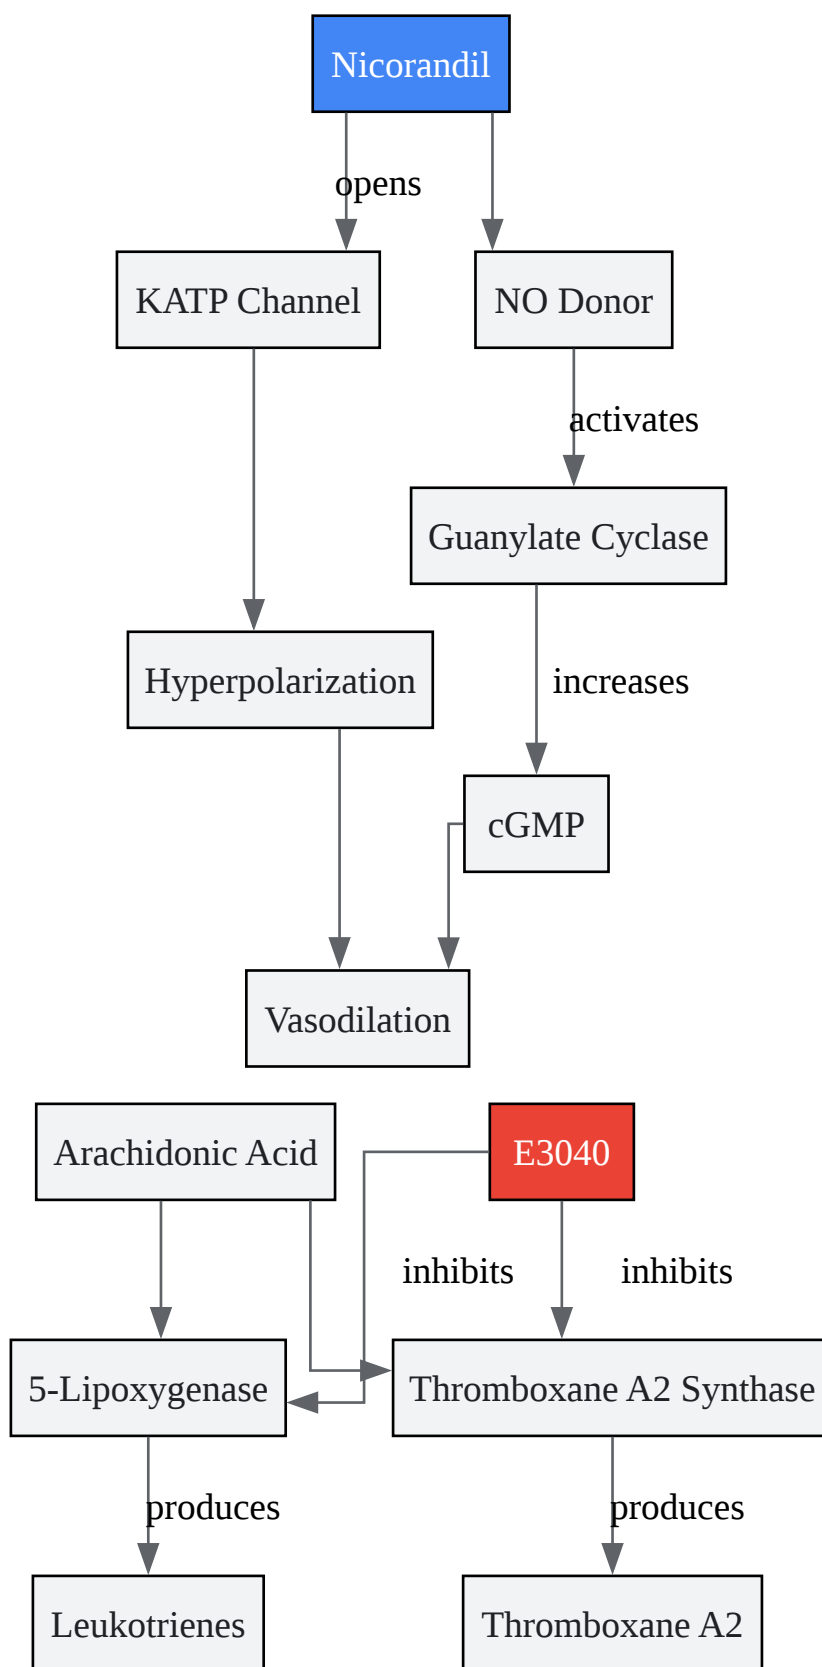 Nicorandil
opens
KATP Channel
NO Donor
activates
Guanylate Cyclase
Hyperpolarization
increases
cGMP
Vasodilation
Arachidonic Acid
E3040
inhibits
inhibits
5-Lipoxygenase
Thromboxane A2 Synthase
produces
produces
Leukotrienes
Thromboxane A2